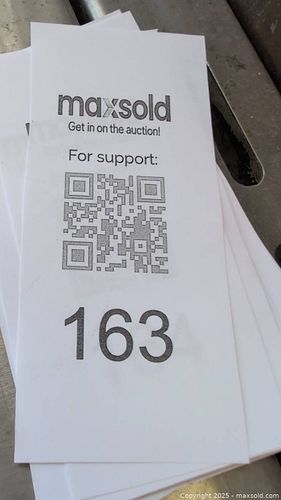 maxsold
Get in on the auction!
For support:
163
Copyright 2025 - maxsold.com